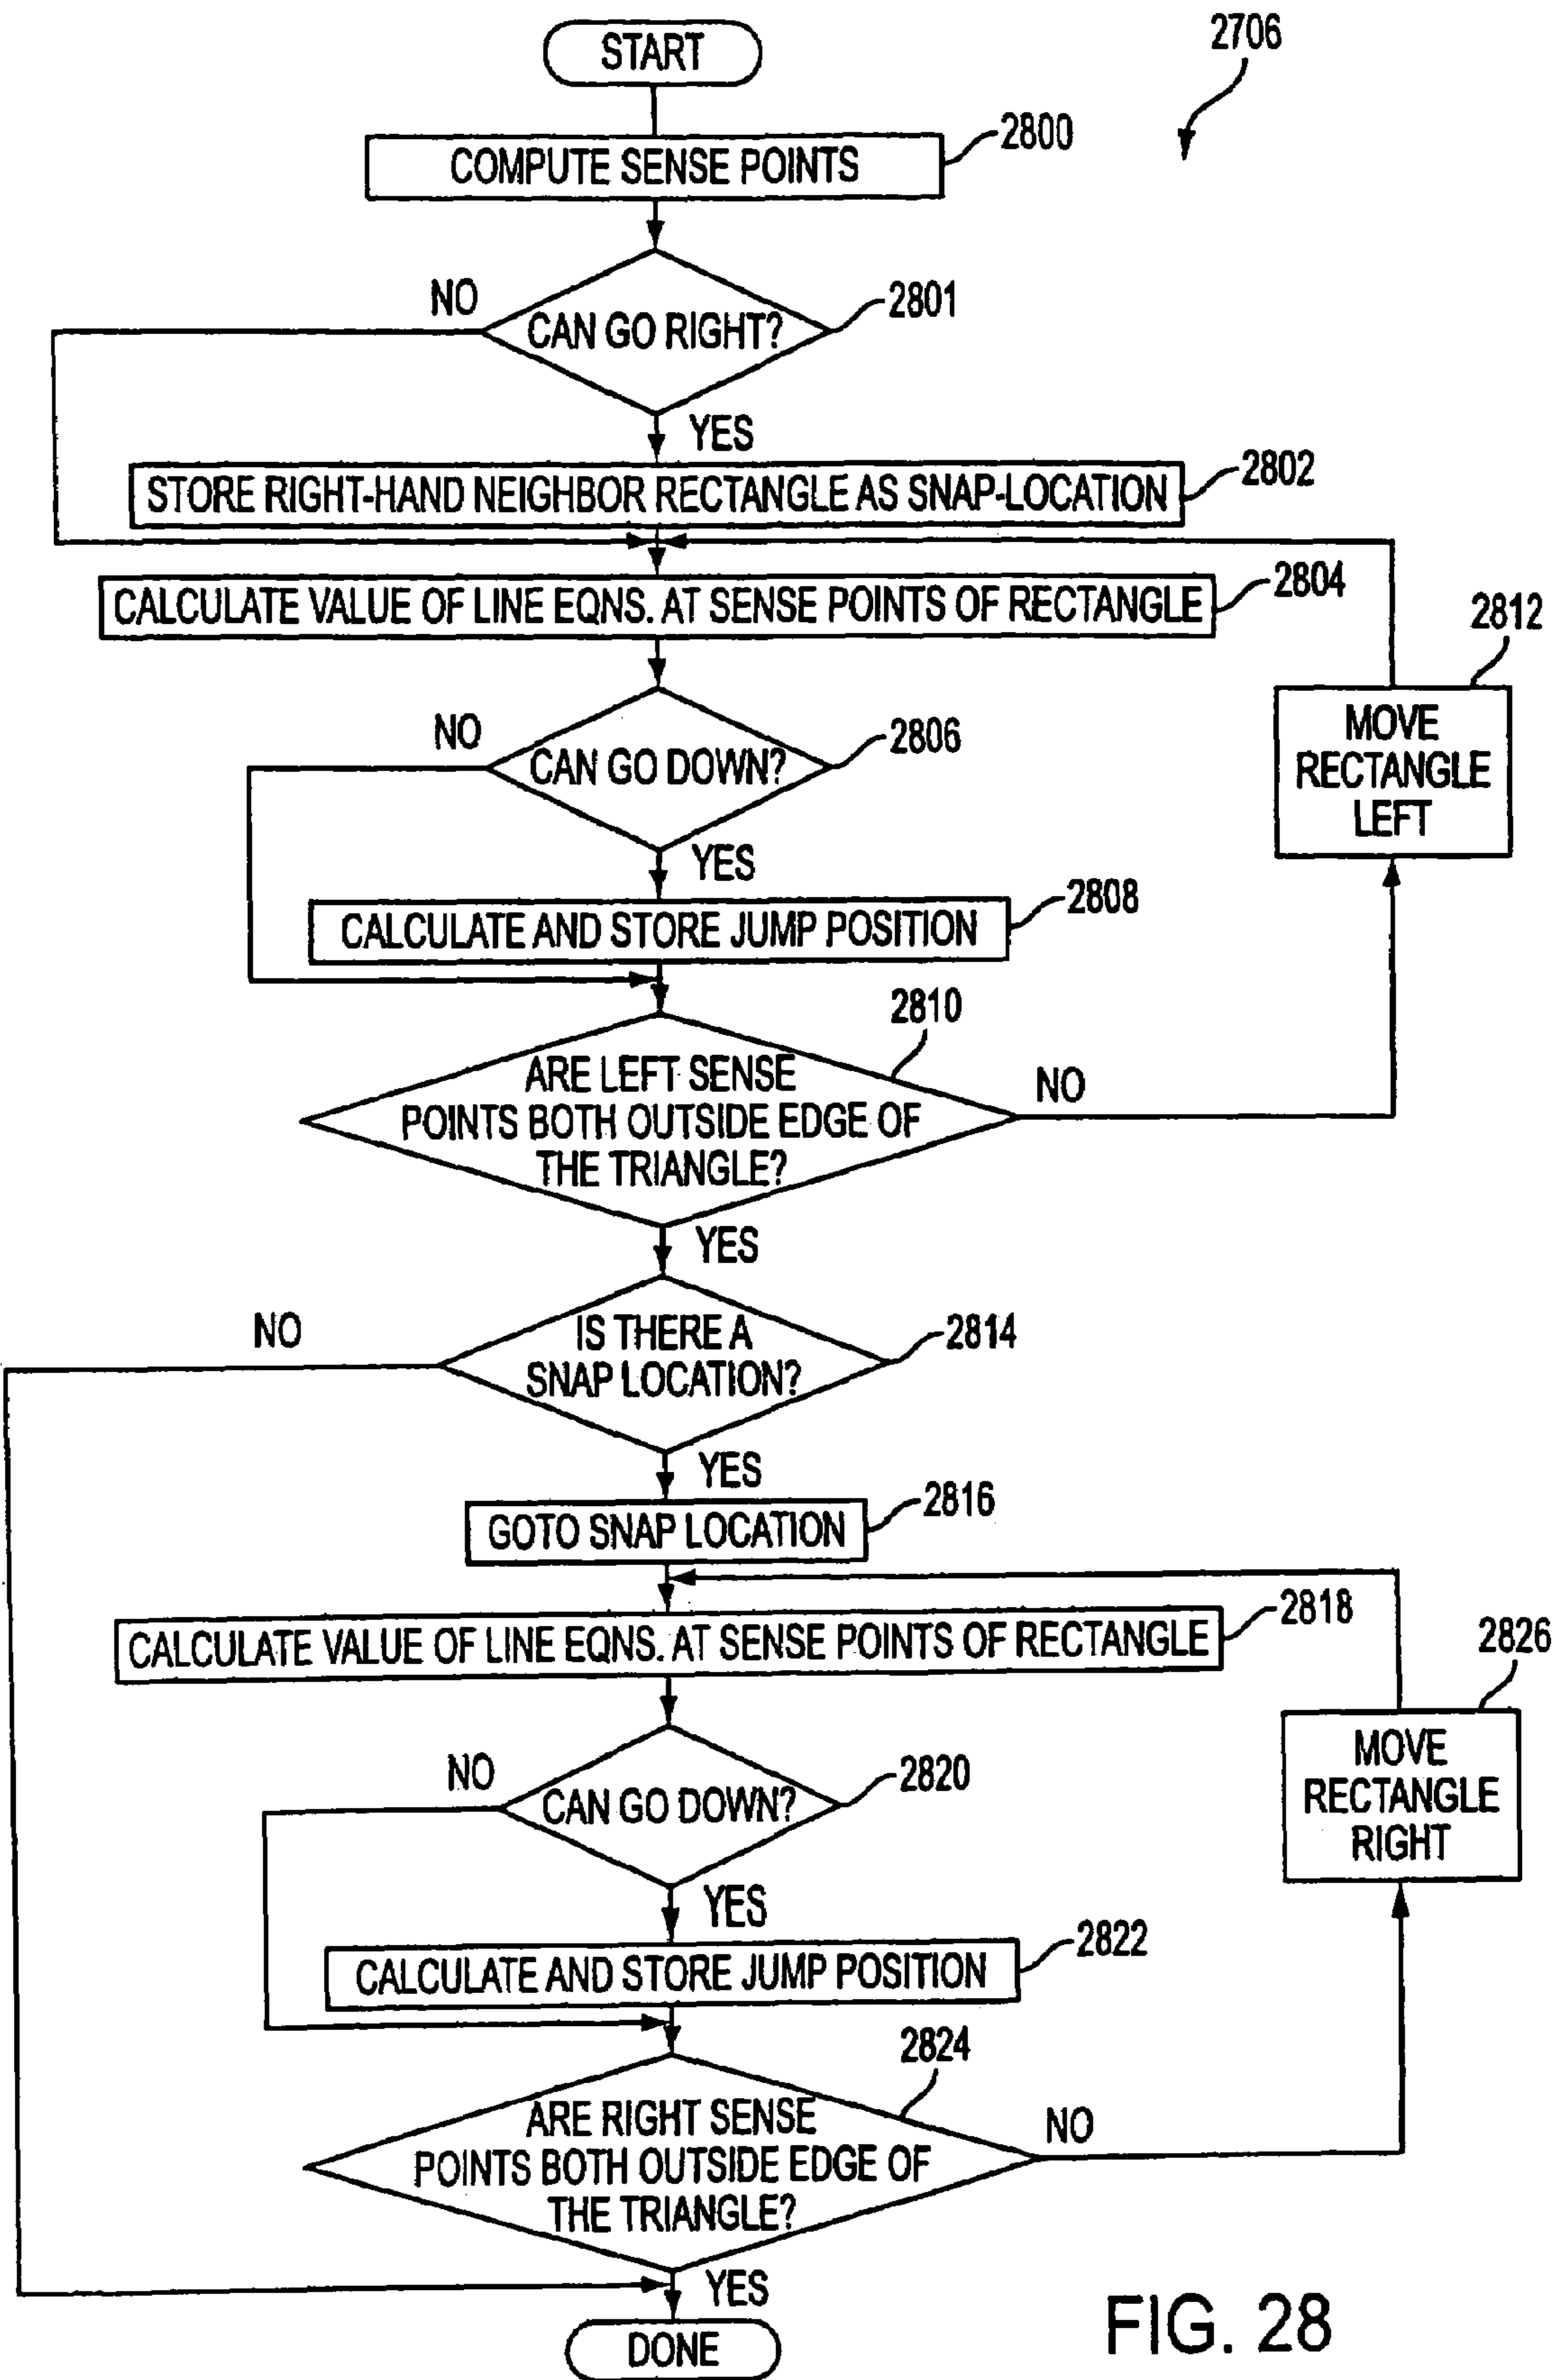 START
2706
COMPUTE SENSE POINTS
2800
NO
CAN GO RIGHT?
2801
YES
STORE RIGHT-HAND NEIGHBOR RECTANGLE AS SNAP-LOCATION
2802
CALCULATE VALUE OF LINE EQNS. AT SENSE POINTS OF RECTANGLE
2804
2812
MOVE
RECTANGLE
LEFT
NO
CAN GO DOWN?
2806
YES
CALCULATE AND STORE JUMP POSITION
2808
2810
ARE LEFT SENSE
POINTS BOTH OUTSIDE EDGE OF
THE TRIANGLE?
NO
YES
NO
IS THERE A
SNAP LOCATION?
2814
YES
GOTO SNAP LOCATION
2816
CALCULATE VALUE OF LINE EQNS. AT SENSE POINTS OF RECTANGLE
2818
2826
MOVE
RECTANGLE
RIGHT
NO
CAN GO DOWN?
2820
YES
CALCULATE AND STORE JUMP POSITION
2822
2824
ARE RIGHT SENSE
POINTS BOTH OUTSIDE EDGE OF
THE TRIANGLE?
NO
YES
DONE
FIG. 28